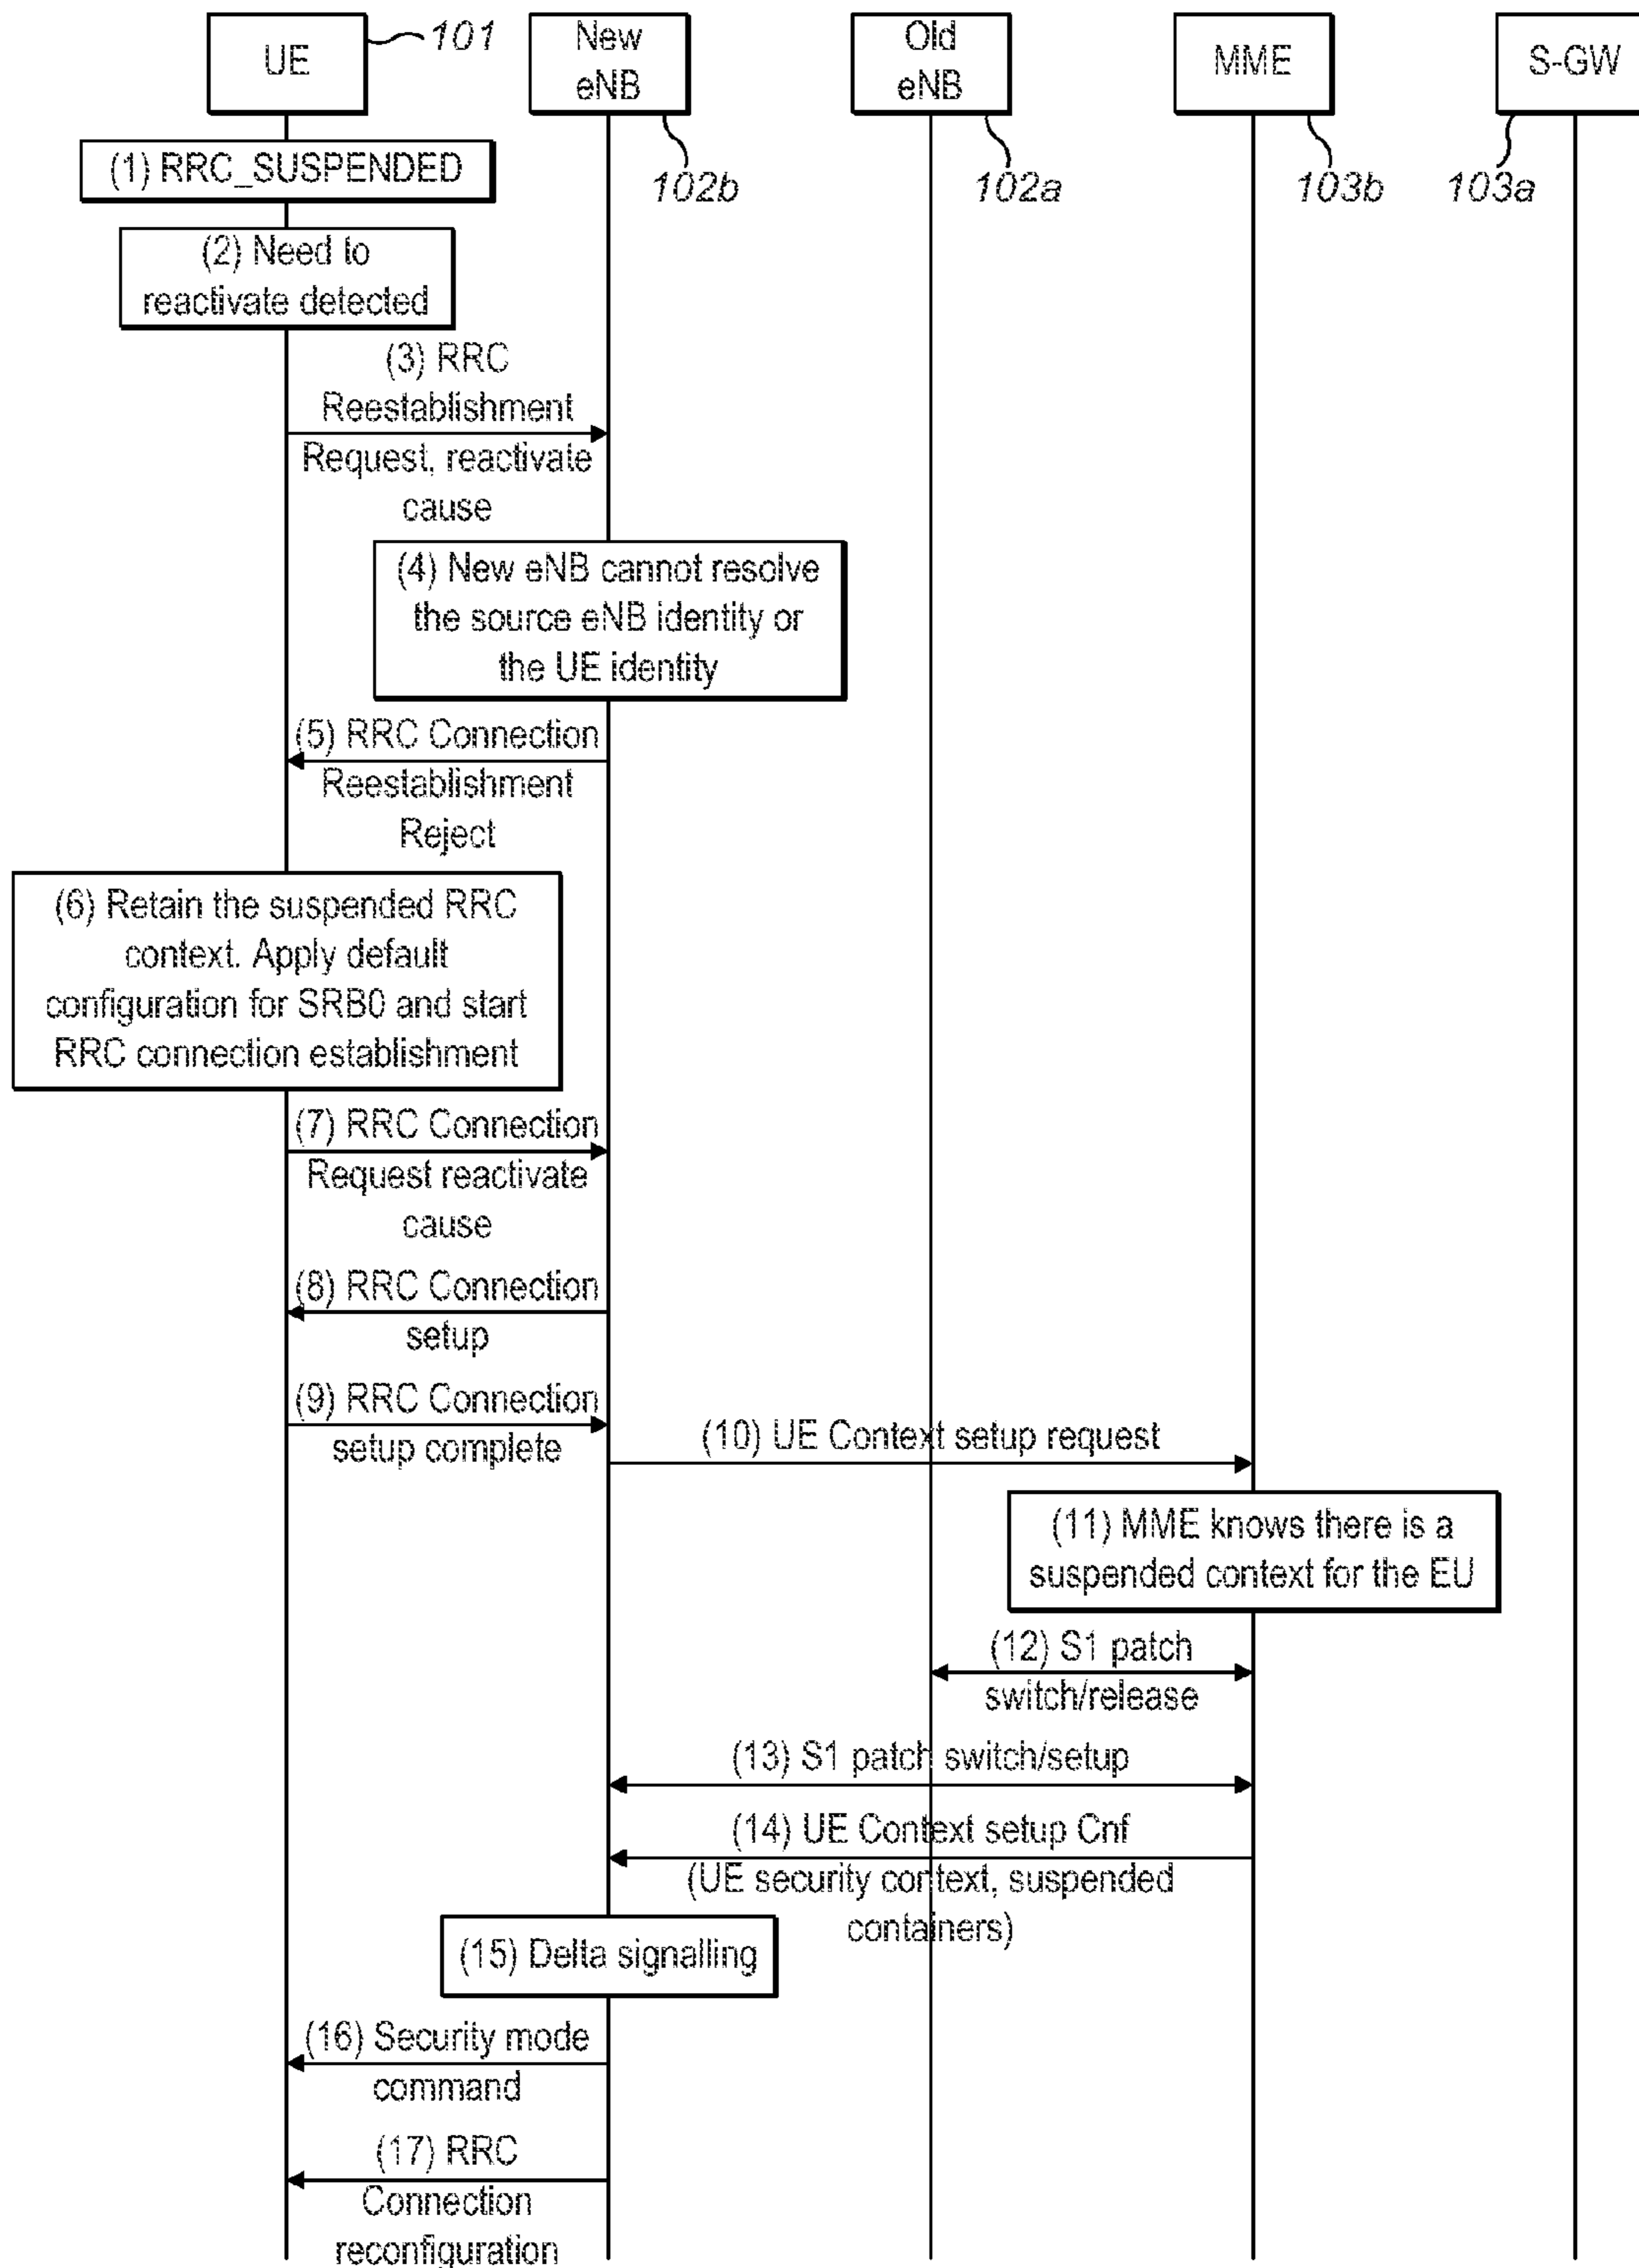 UE
101
New
eNB
102b
Old
eNB
102a
MME
103b
S-GW
103a
(1) RRC_SUSPENDED
(2) Need to
reactivate detected
(3) RRC
Reestablishment
Request, reactivate
cause
(4) New eNB cannot resolve
the source eNB identity or
the UE identity
(5) RRC Connection
Reestablishment
Reject
(6) Retain the suspended RRC
context. Apply default
configuration for SRB0 and start
RRC connection establishment
(7) RRC Connection
Request reactivate
cause
(8) RRC Connection
setup
(9) RRC Connection
setup complete
(10) UE Context setup request
(11) MME knows there is a
suspended context for the EU
(12) S1 patch
switch/release
(13) S1 patch switch/setup
(14) UE Context setup Cnf
(UE security context, suspended
containers)
(15) Delta signalling
(16) Security mode
command
(17) RRC
Connection
reconfiguration